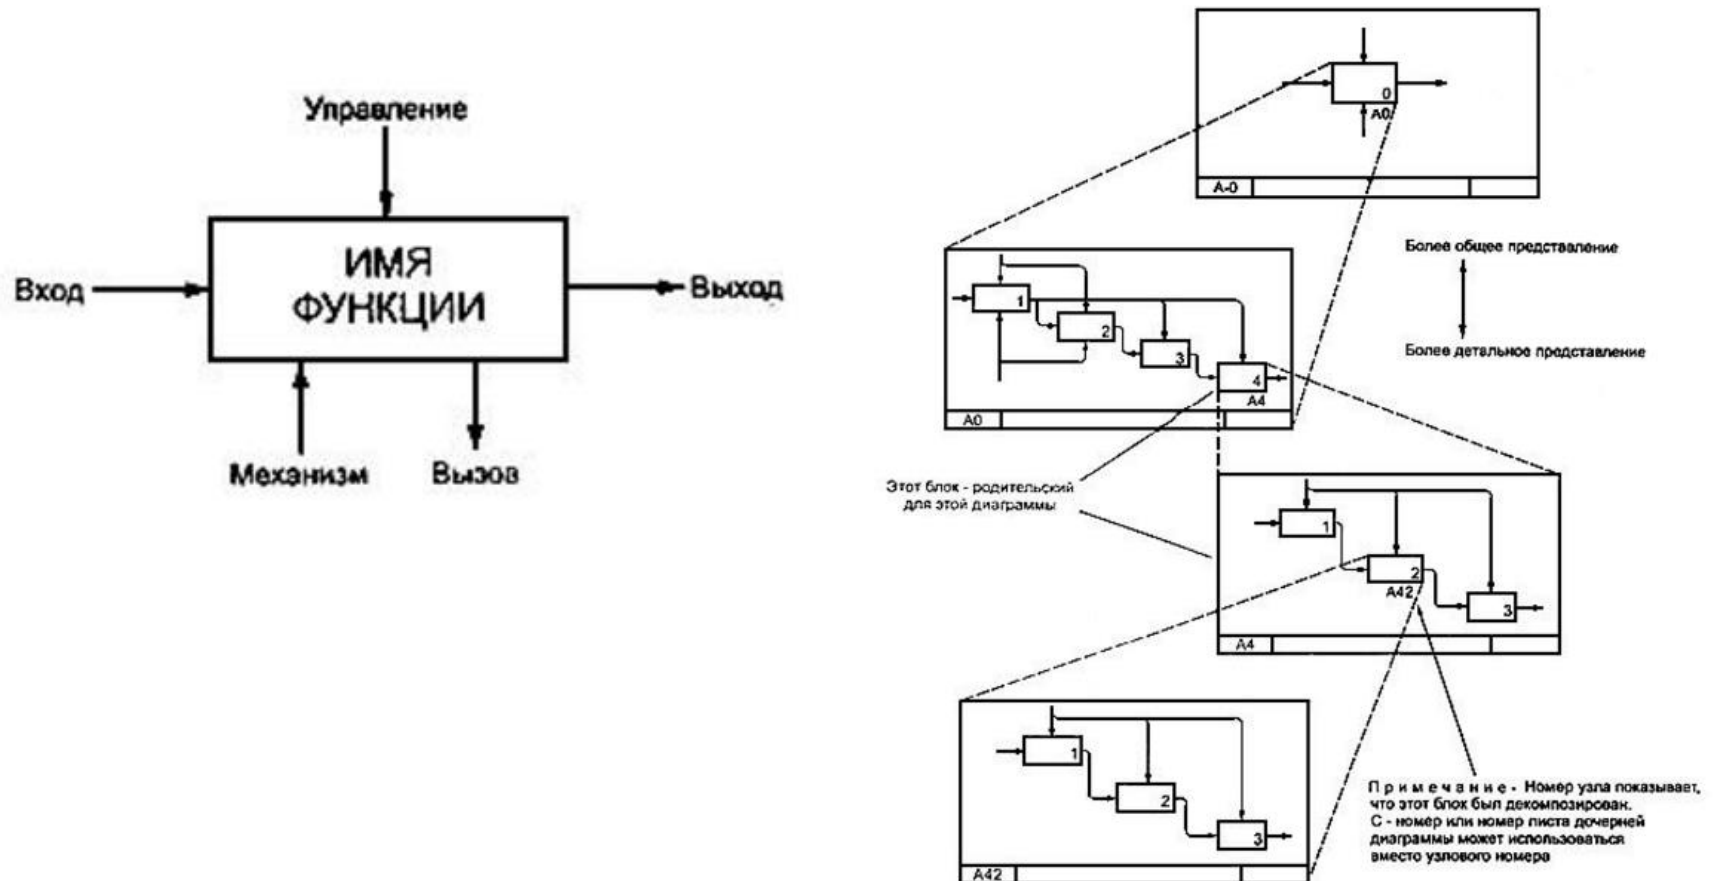 Управление
ИМЯ
ФУНКЦИИ
Вход
Выход
Механизм
Вызов
0
A0
A-0
Более общее представление
Более детальное представление
1
2
3
4
A4
A0
Этот блок - родительский
для этой диаграммы
1
2
A42
3
A4
1
2
3
A42
Примечание - Номер узла показывает,
что этот блок был декомпозирован.
С - номер или номер листа дочерней
диаграммы может использоваться
вместо узлового номера